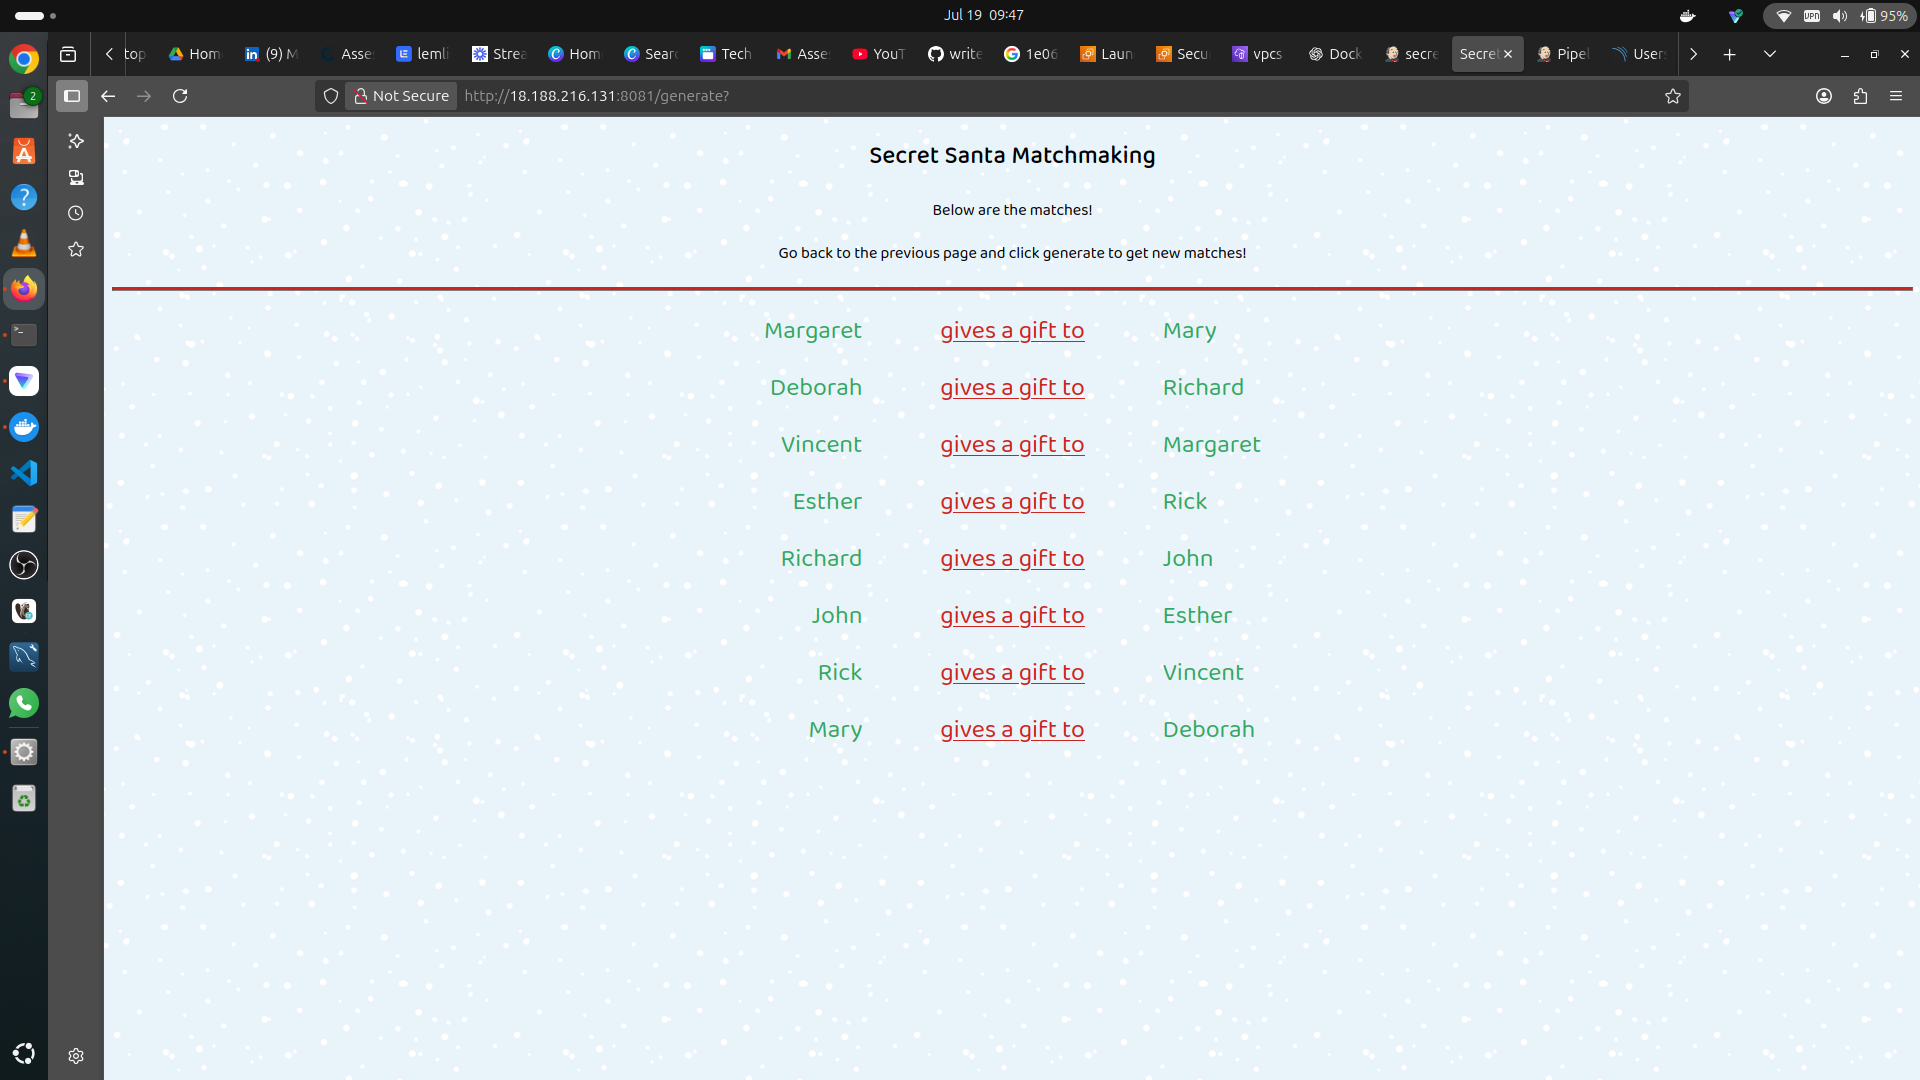 Jul 19 09:47
VPN 95%
top Hom (9) M Asse lemli Strea Hom Searc Tech Asse YouT write 1e06 Laun Secu vpcs Dock secre Secret Pipel User
2 Not Secure http://18.188.216.131:8081/generate?
Secret Santa Matchmaking
Below are the matches!
Go back to the previous page and click generate to get new matches!
Margaret gives a gift to Mary
Deborah gives a gift to Richard
Vincent gives a gift to Margaret
Esther gives a gift to Rick
Richard gives a gift to John
John gives a gift to Esther
Rick gives a gift to Vincent
Mary gives a gift to Deborah